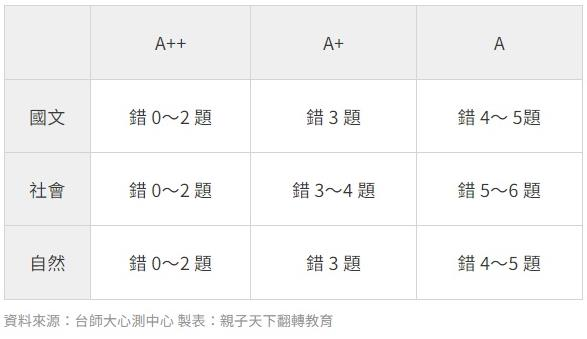 A++ A+ A
國文 錯 0～2 題 錯 3 題 錯 4～ 5題
社會 錯 0～2 題 錯 3～4 題 錯 5～6 題
自然 錯 0～2 題 錯 3 題 錯 4～5 題
資料來源：台師大心測中心 製表：親子天下翻轉教育